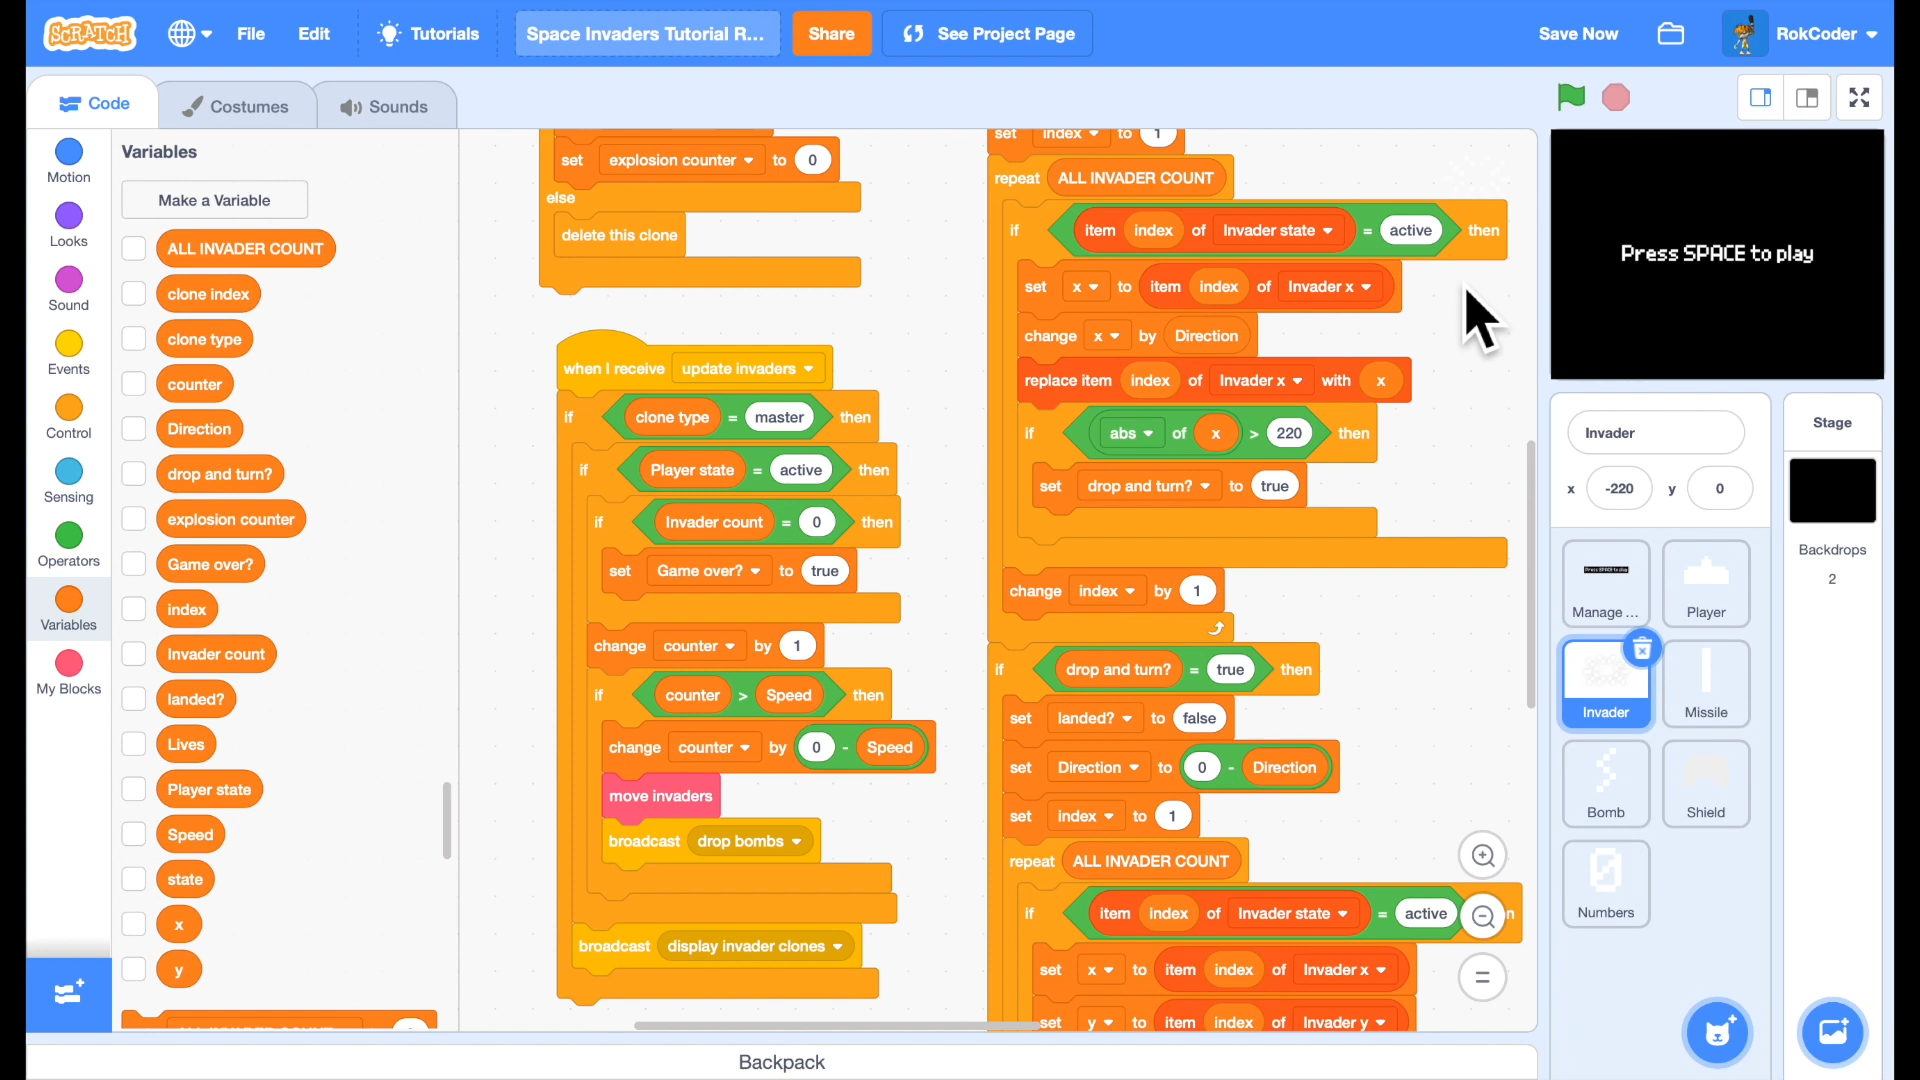 SCRATCH
File
Edit
Tutorials
Space Invaders Tutorial R...
Share
See Project Page
Save Now
RokCoder
Code
Costumes
Sounds
Motion
Looks
Sound
Events
Control
Sensing
Operators
Variables
My Blocks
Variables
Make a Variable
ALL INVADER COUNT
clone index
clone type
counter
Direction
drop and turn?
explosion counter
Game over?
index
Invader count
landed?
Lives
Player state
Speed
state
x
y
set explosion counter to 0
else
delete this clone
when I receive update invaders
if clone type = master then
if Player state = active then
if Invader count = 0 then
set Game over? to true
change counter by 1
if counter > Speed then
change counter by 0 - Speed
move invaders
broadcast drop bombs
broadcast display invader clones
set index to 1
repeat ALL INVADER COUNT
if item index of Invader state = active then
set x to item index of Invader x
change x by Direction
replace item index of Invader x with x
if abs of x > 220 then
set drop and turn? to true
change index by 1
if drop and turn? = true then
set landed? to false
set Direction to 0 - Direction
set index to 1
repeat ALL INVADER COUNT
if item index of Invader state = active n
set x to item index of Invader x
set y to item index of Invader y
Press SPACE to play
Invader
x -220 y 0
Stage
Backdrops
2
Press SPACE to play
Manage ...
Player
Invader
Missile
Bomb
Shield
0
Numbers
Backpack